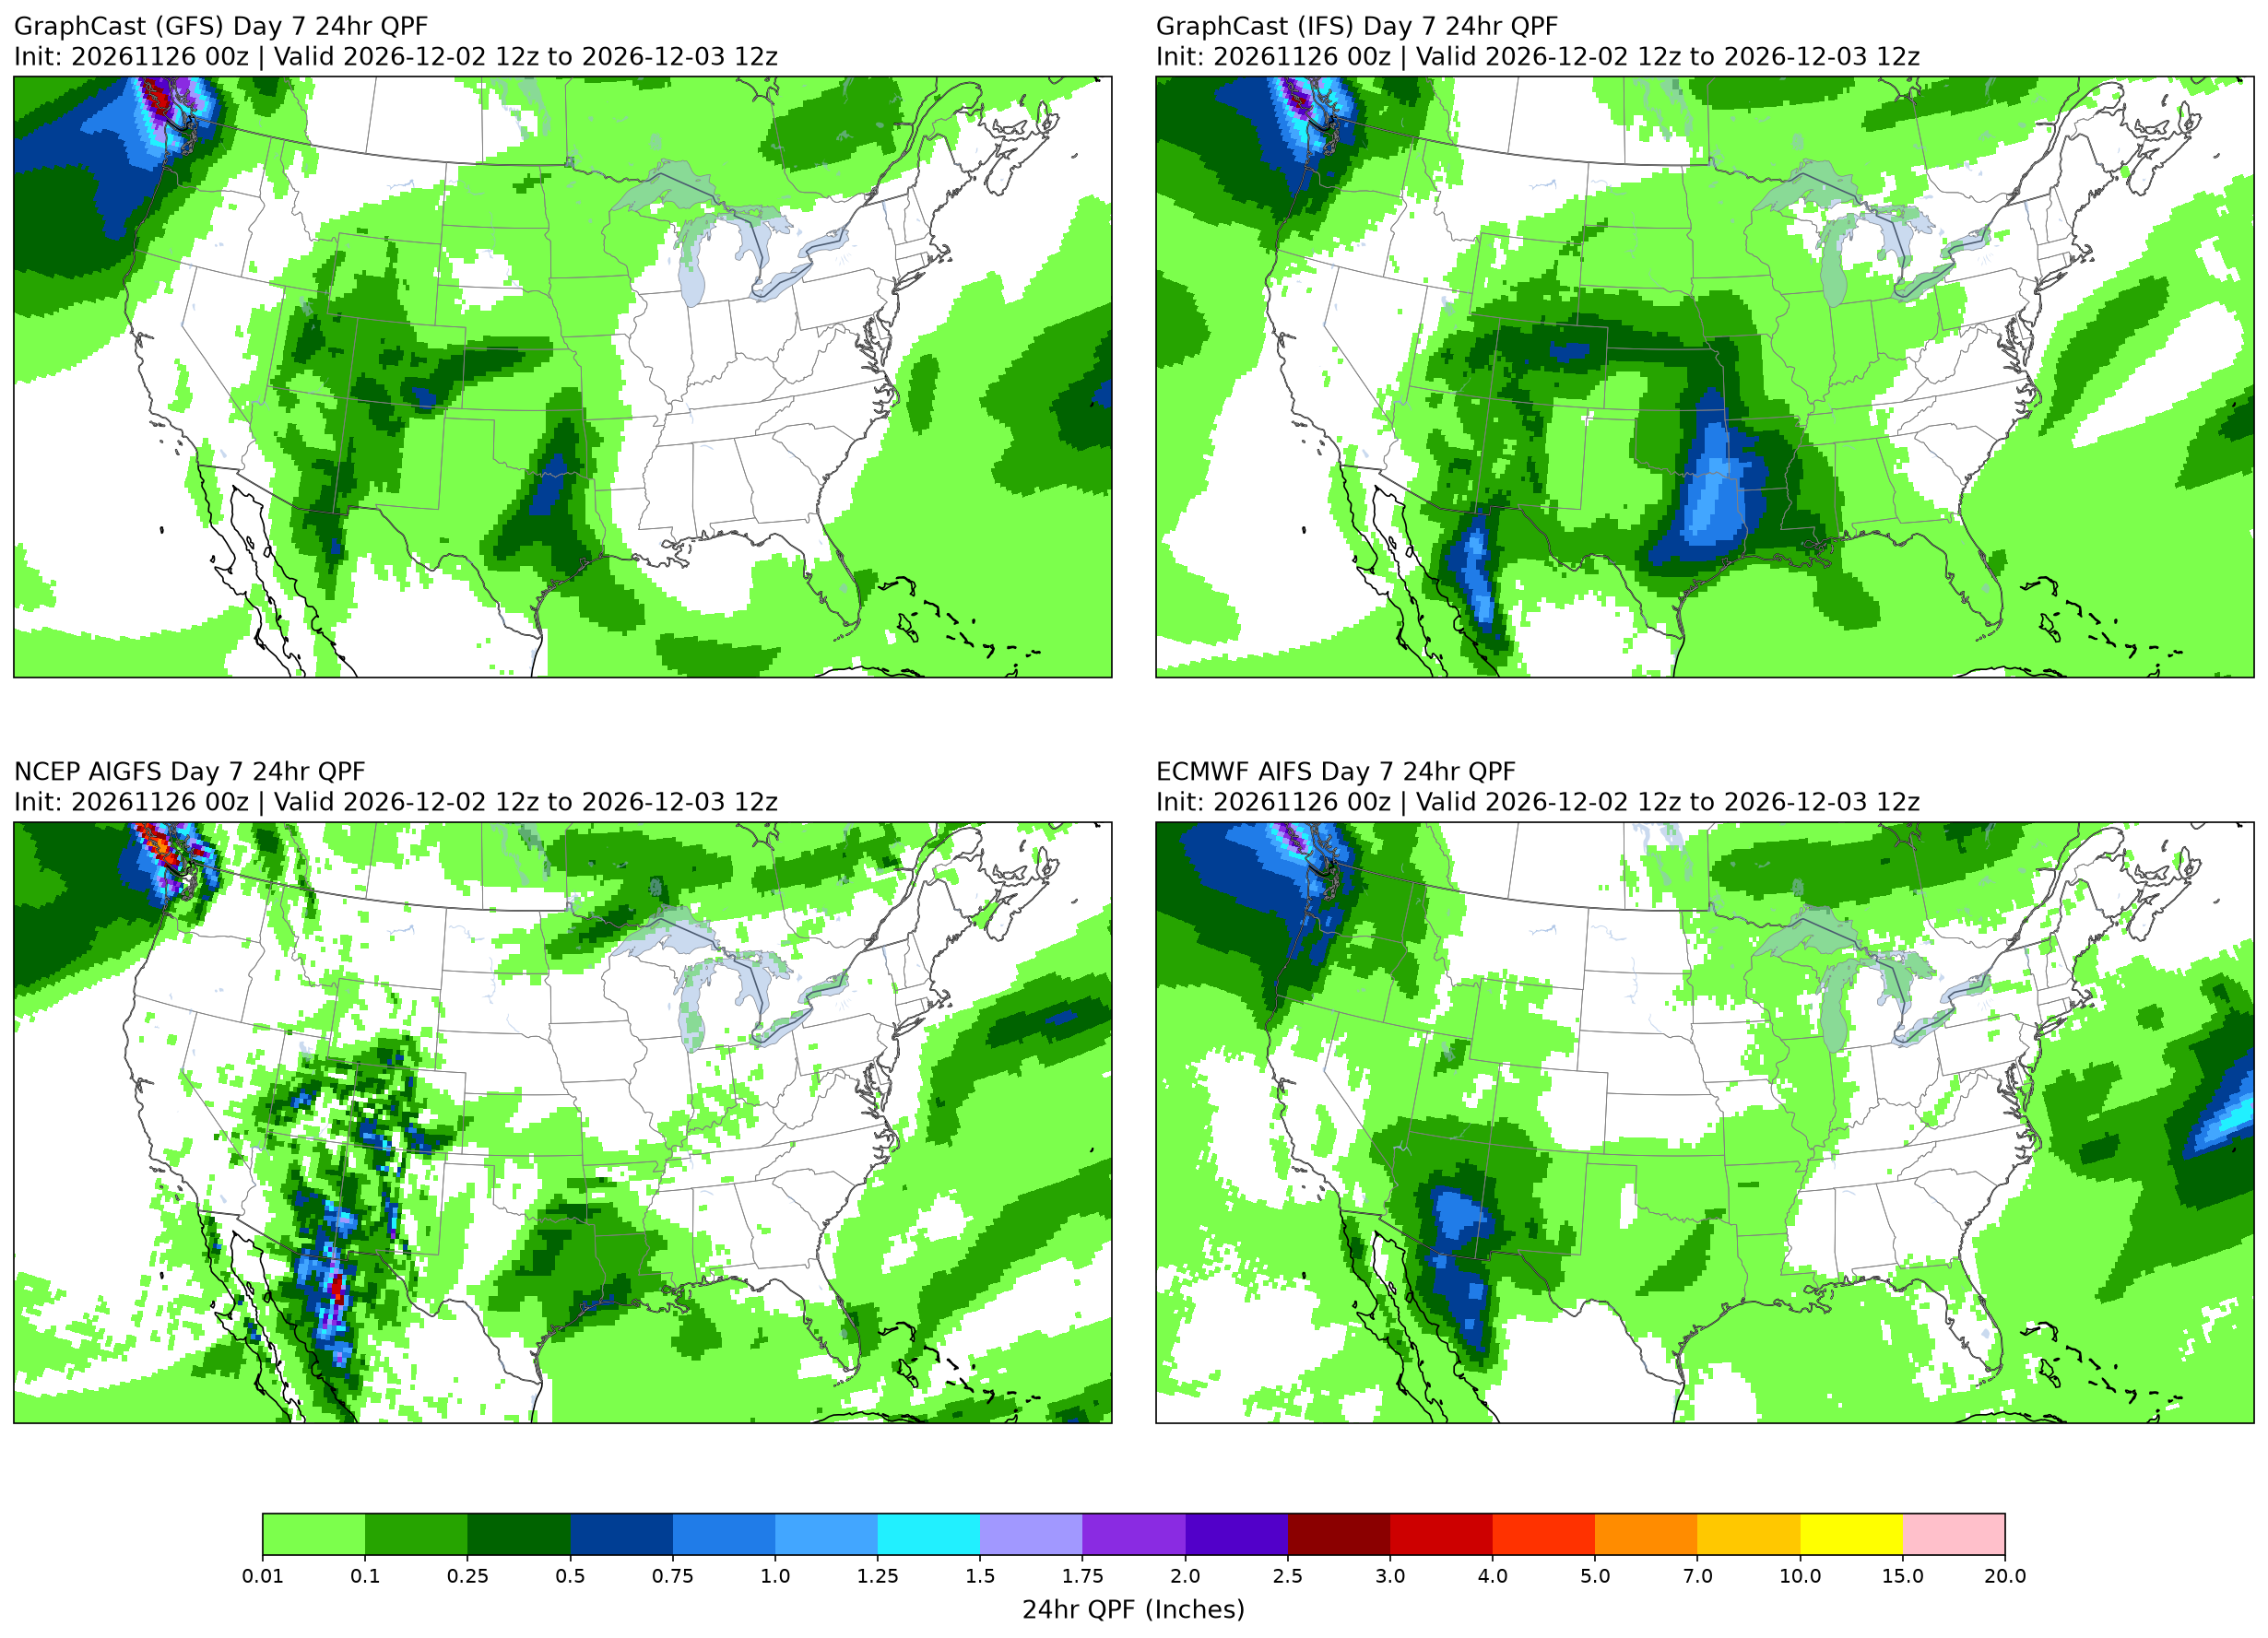 GraphCast (GFS) Day 7 24hr QPF
Init: 20261126 00z | Valid 2026-12-02 12z to 2026-12-03 12z
GraphCast (IFS) Day 7 24hr QPF
Init: 20261126 00z | Valid 2026-12-02 12z to 2026-12-03 12z
NCEP AIGFS Day 7 24hr QPF
Init: 20261126 00z | Valid 2026-12-02 12z to 2026-12-03 12z
ECMWF AIFS Day 7 24hr QPF
Init: 20261126 00z | Valid 2026-12-02 12z to 2026-12-03 12z
0.01 0.1 0.25 0.5 0.75 1.0 1.25 1.5 1.75 2.0 2.5 3.0 4.0 5.0 7.0 10.0 15.0 20.0
24hr QPF (Inches)